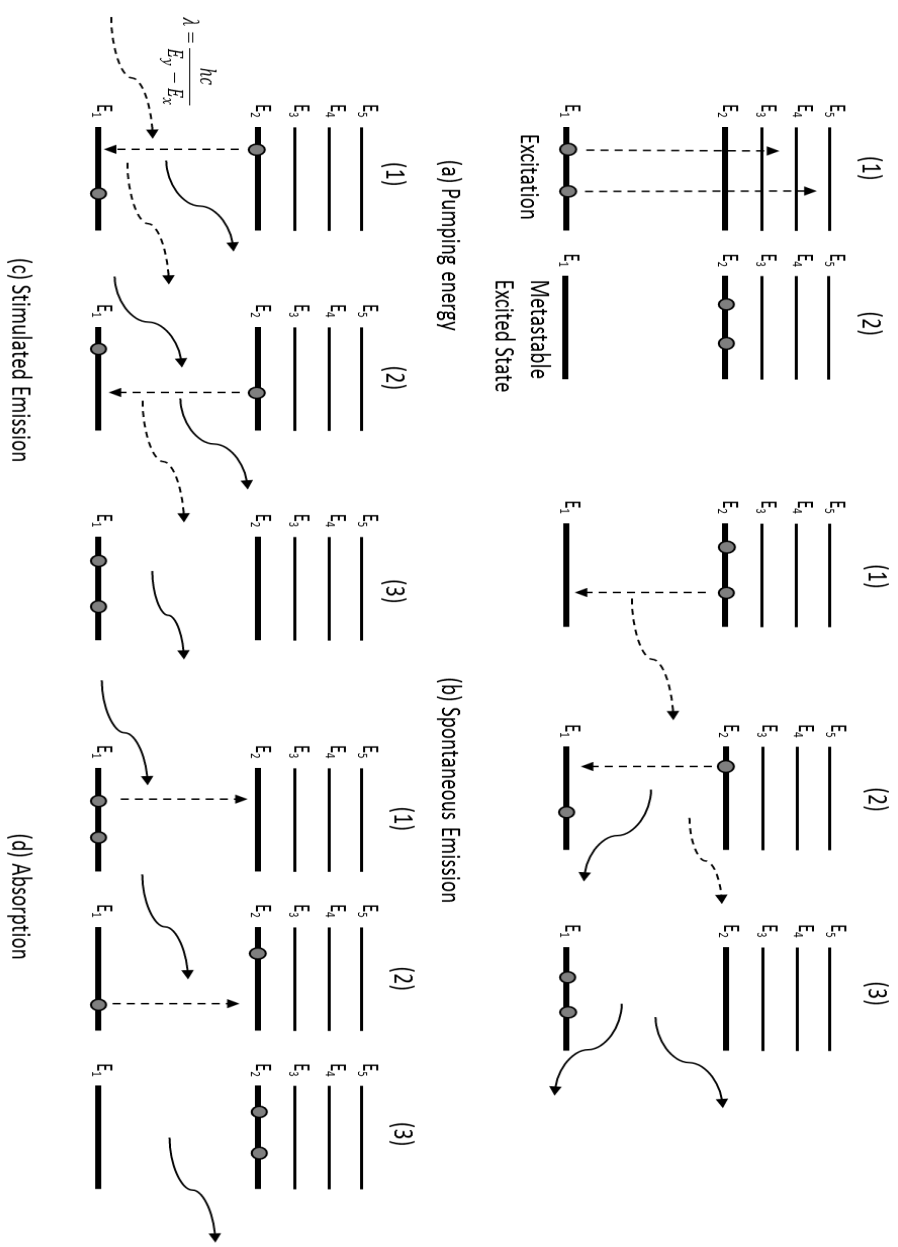 (1) (2) (1) (2) (3)
E5 E5 E5 E5 E5
E4 E4 E4 E4 E4
E3 E3 E3 E3 E3
E2 E2 E2 E2 E2
E1 E1 E1 E1 E1
Excitation
Metastable
Excited State
(a) Pumping energy
(b) Spontaneous Emission
(1) (2) (3) (1) (2) (3)
E5 E5 E5 E5 E5 E5
E4 E4 E4 E4 E4 E4
E3 E3 E3 E3 E3 E3
E2 E2 E2 E2 E2 E2
λ = hc / (Ey − Ex)
E1 E1 E1 E1 E1 E1
(c) Stimulated Emission
(d) Absorption